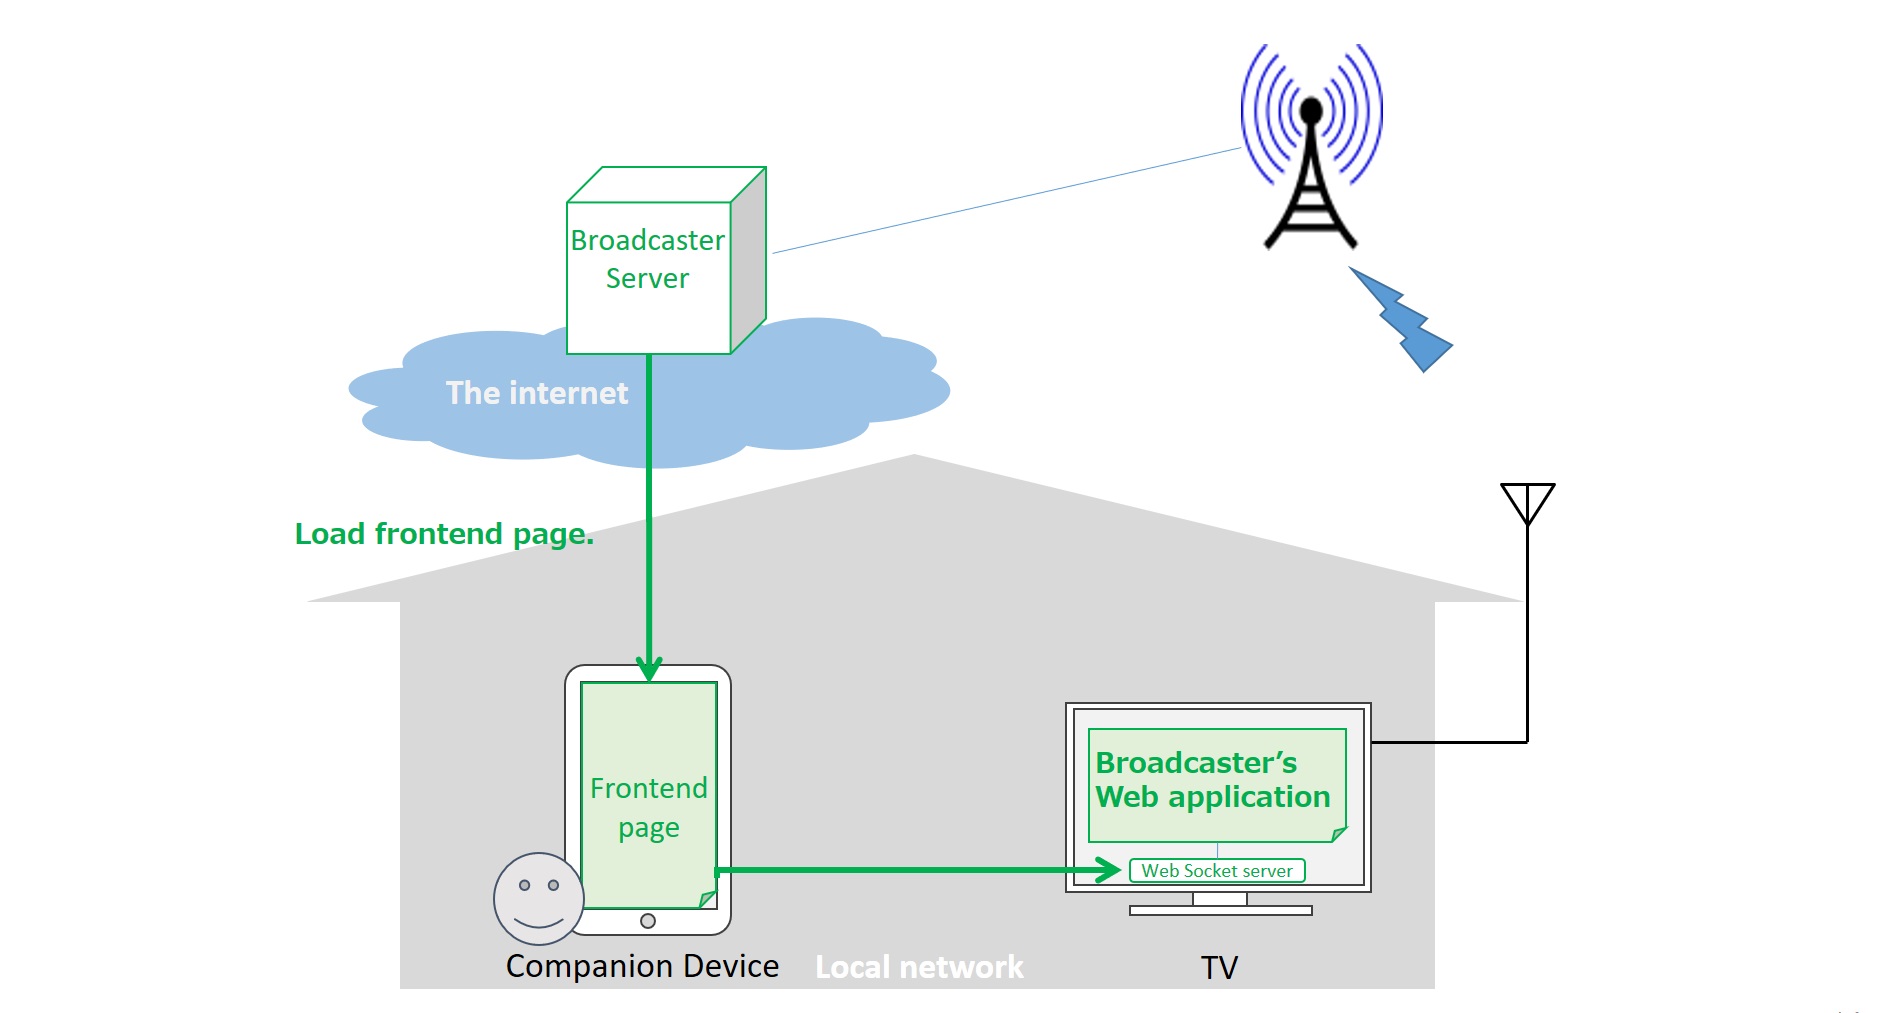 Broadcaster
Server
The internet
Load frontend page.
Frontend
page
Broadcaster’s
Web application
Web Socket server
Companion Device
Local network
TV